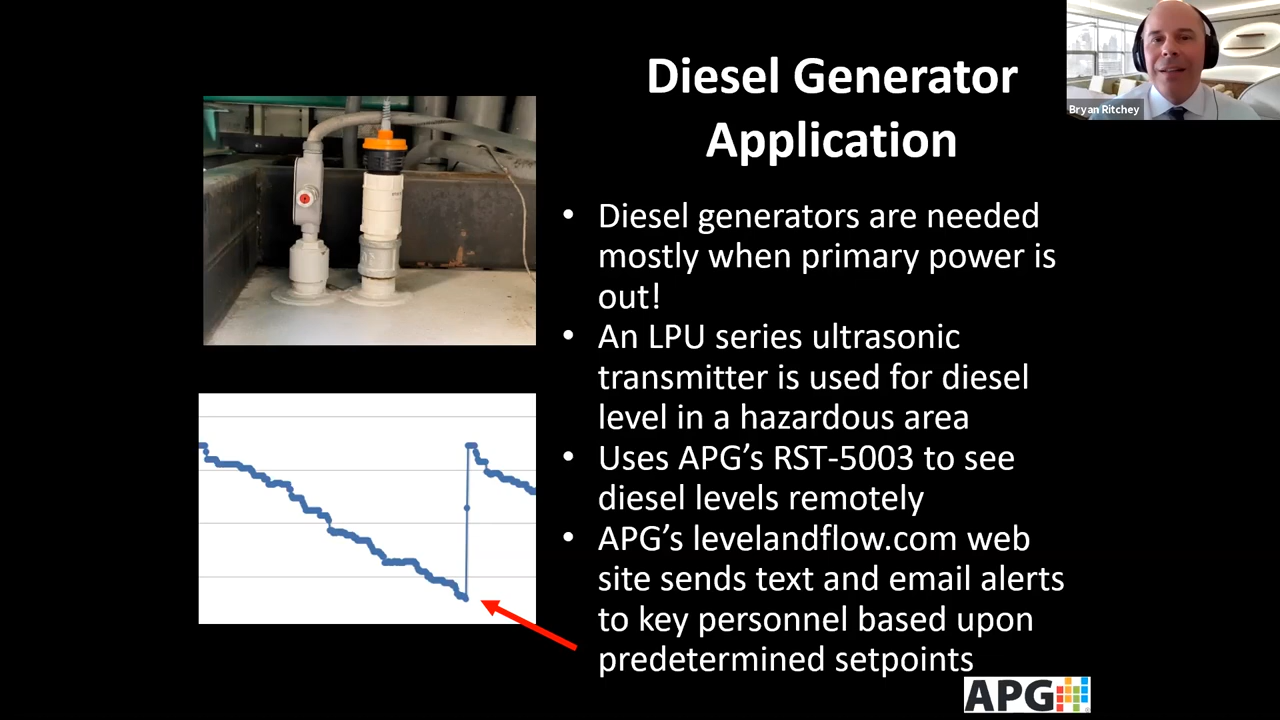 Diesel Generator
Application
Bryan Ritchey
• Diesel generators are needed
mostly when primary power is
out!
• An LPU series ultrasonic
transmitter is used for diesel
level in a hazardous area
• Uses APG’s RST-5003 to see
diesel levels remotely
• APG’s levelandflow.com web
site sends text and email alerts
to key personnel based upon
predetermined setpoints
APG